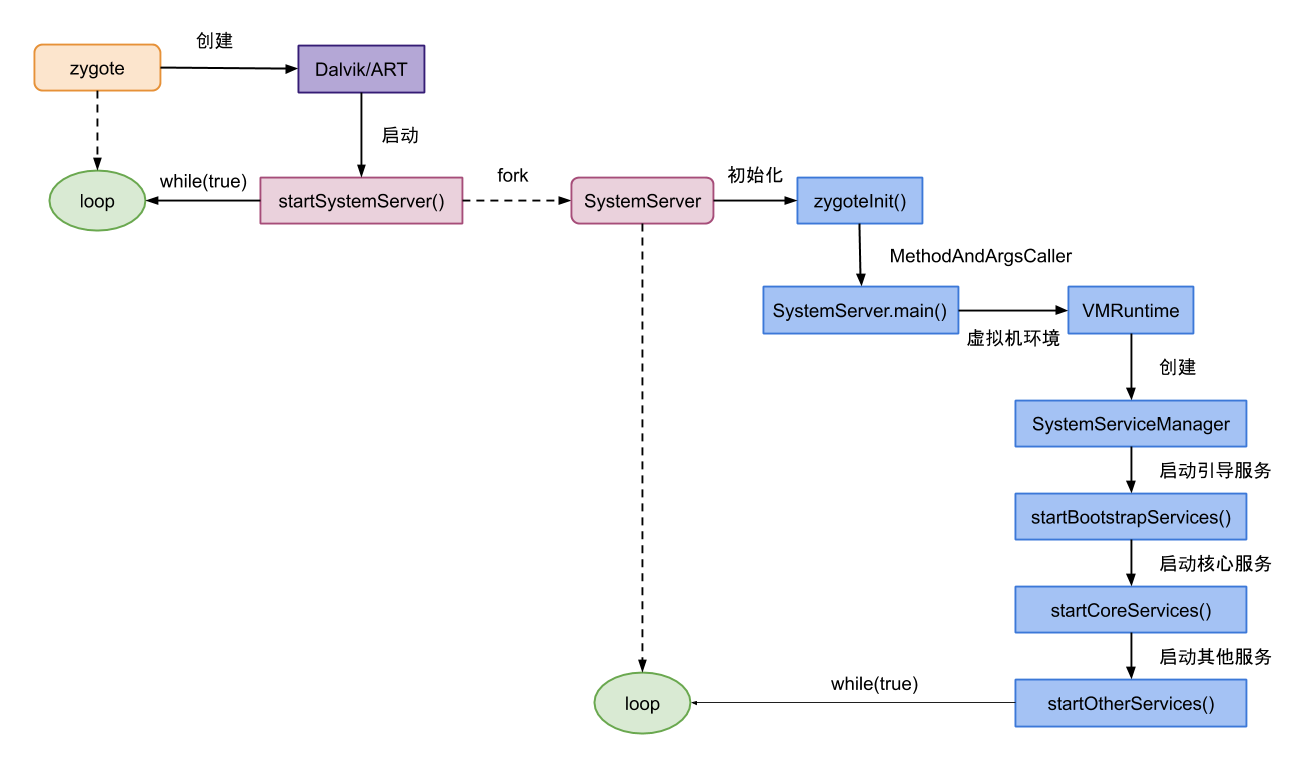 创建
zygote
Dalvik/ART
启动
while(true)
fork
初始化
loop
startSystemServer()
SystemServer
zygoteInit()
MethodAndArgsCaller
SystemServer.main()
VMRuntime
虚拟机环境
创建
SystemServiceManager
启动引导服务
startBootstrapServices()
启动核心服务
startCoreServices()
启动其他服务
while(true)
loop
startOtherServices()